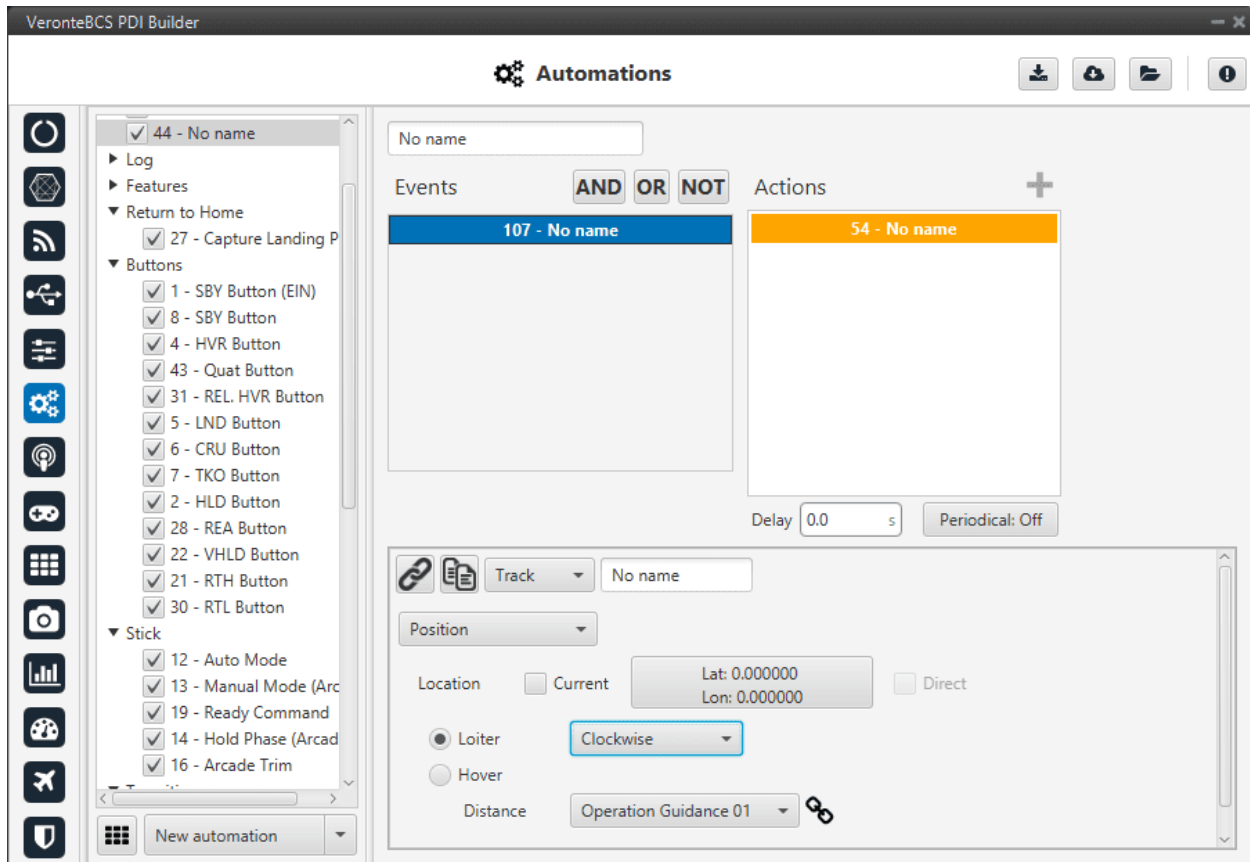 VeronteBCS PDI Builder
Automations
44 - No name
Log
Features
Return to Home
27 - Capture Landing P
Buttons
1 - SBY Button (EIN)
8 - SBY Button
4 - HVR Button
43 - Quat Button
31 - REL. HVR Button
5 - LND Button
6 - CRU Button
7 - TKO Button
2 - HLD Button
28 - REA Button
22 - VHLD Button
21 - RTH Button
30 - RTL Button
Stick
12 - Auto Mode
13 - Manual Mode (Arc
19 - Ready Command
14 - Hold Phase (Arcad
16 - Arcade Trim
New automation
No name
Events AND OR NOT Actions
107 - No name
54 - No name
Delay 0.0 s Periodical: Off
Track No name
Position
Location Current Lat: 0.000000
Lon: 0.000000 Direct
Loiter Clockwise
Hover
Distance Operation Guidance 01